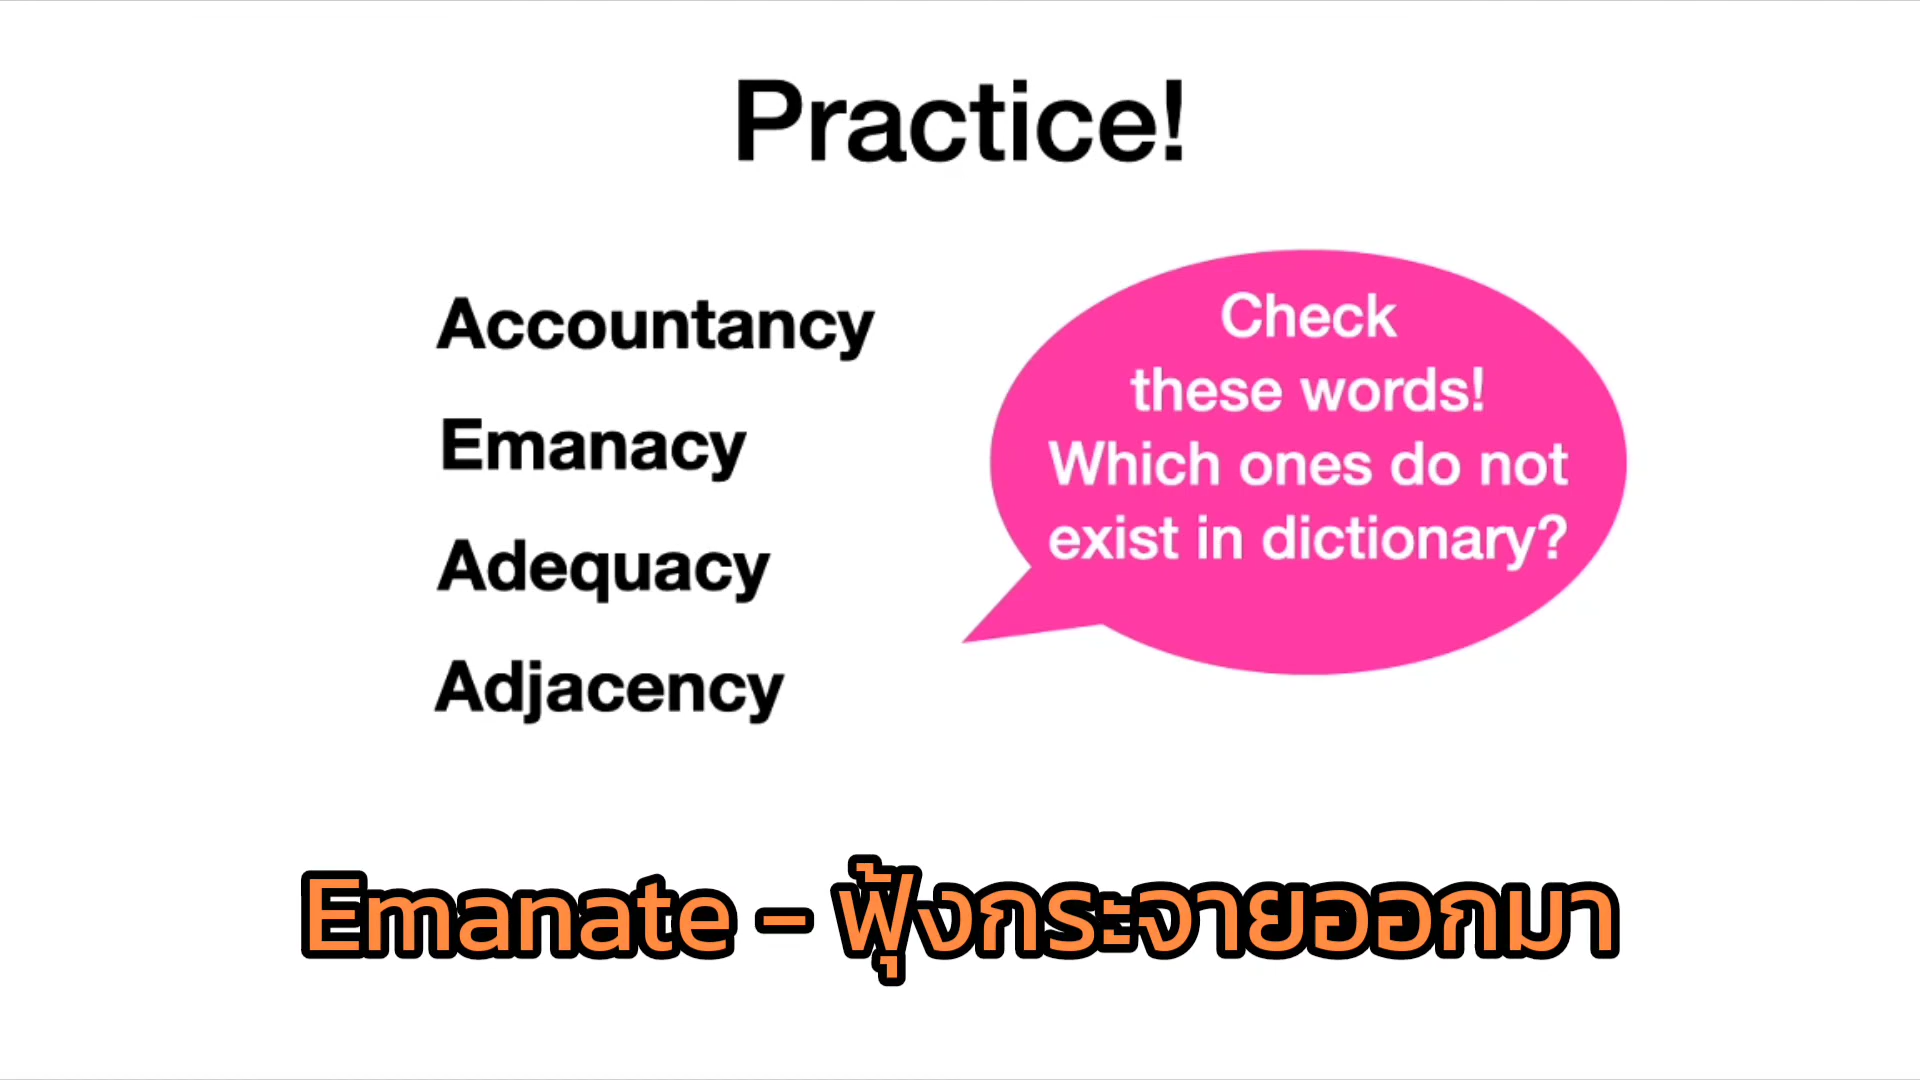 Practice!
Accountancy
Emanacy
Adequacy
Adjacency
Check
these words!
Which ones do not
exist in dictionary?
Emanate – ฟุ้งกระจายออกมา